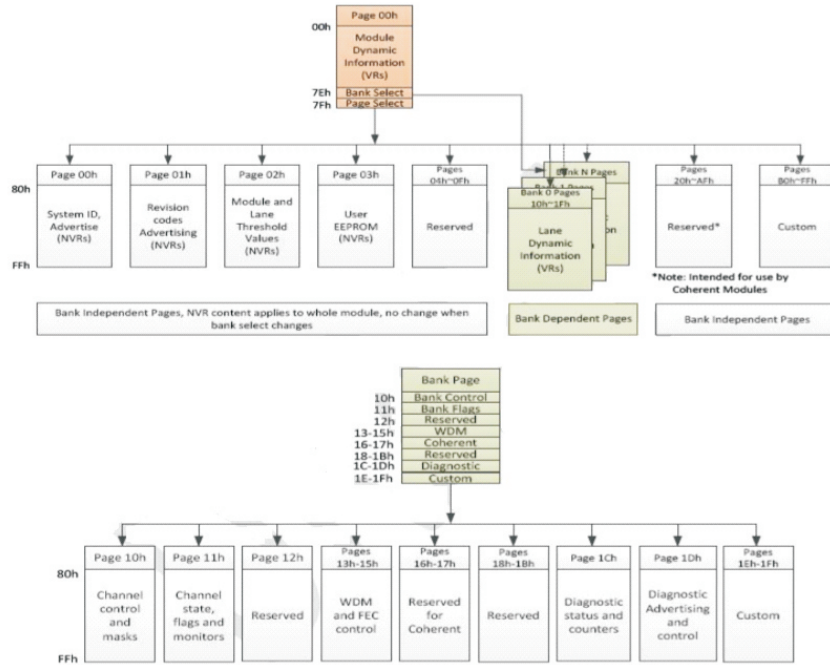 Page 00h
00h
Module
Dynamic
Information
(VRs)
7Eh
Bank Select
7Fh
Page Select
80h
FFh
Page 00h
System ID,
Advertise
(NVRs)
Page 01h
Revision
codes
Advertising
(NVRs)
Page 02h
Module and
Lane
Threshold
Values
(NVRs)
Page 03h
User
EEPROM
(NVRs)
Pages
04h~0Fh
Reserved
Bank N Pages
Bank 1 Pages
Bank 0 Pages
10h~1Fh
Lane
Dynamic
Information
(VRs)
Pages
20h~AFh
Reserved*
Pages
B0h~FFh
Custom
*Note: Intended for use by
Coherent Modules
Bank Independent Pages, NVR content applies to whole module, no change when
bank select changes
Bank Dependent Pages
Bank Independent Pages
Bank Page
10h
Bank Control
11h
Bank Flags
12h
Reserved
13-15h
WDM
16-17h
Coherent
18-1Bh
Reserved
1C-1Dh
Diagnostic
1E-1Fh
Custom
80h
FFh
Page 10h
Channel
control
and
masks
Page 11h
Channel
state,
flags and
monitors
Page 12h
Reserved
Pages
13h-15h
WDM
and FEC
control
Pages
16h-17h
Reserved
for
Coherent
Pages
18h-1Bh
Reserved
Page 1Ch
Diagnostic
status and
counters
Page 1Dh
Diagnostic
Advertising
and
control
Pages
1Eh-1Fh
Custom